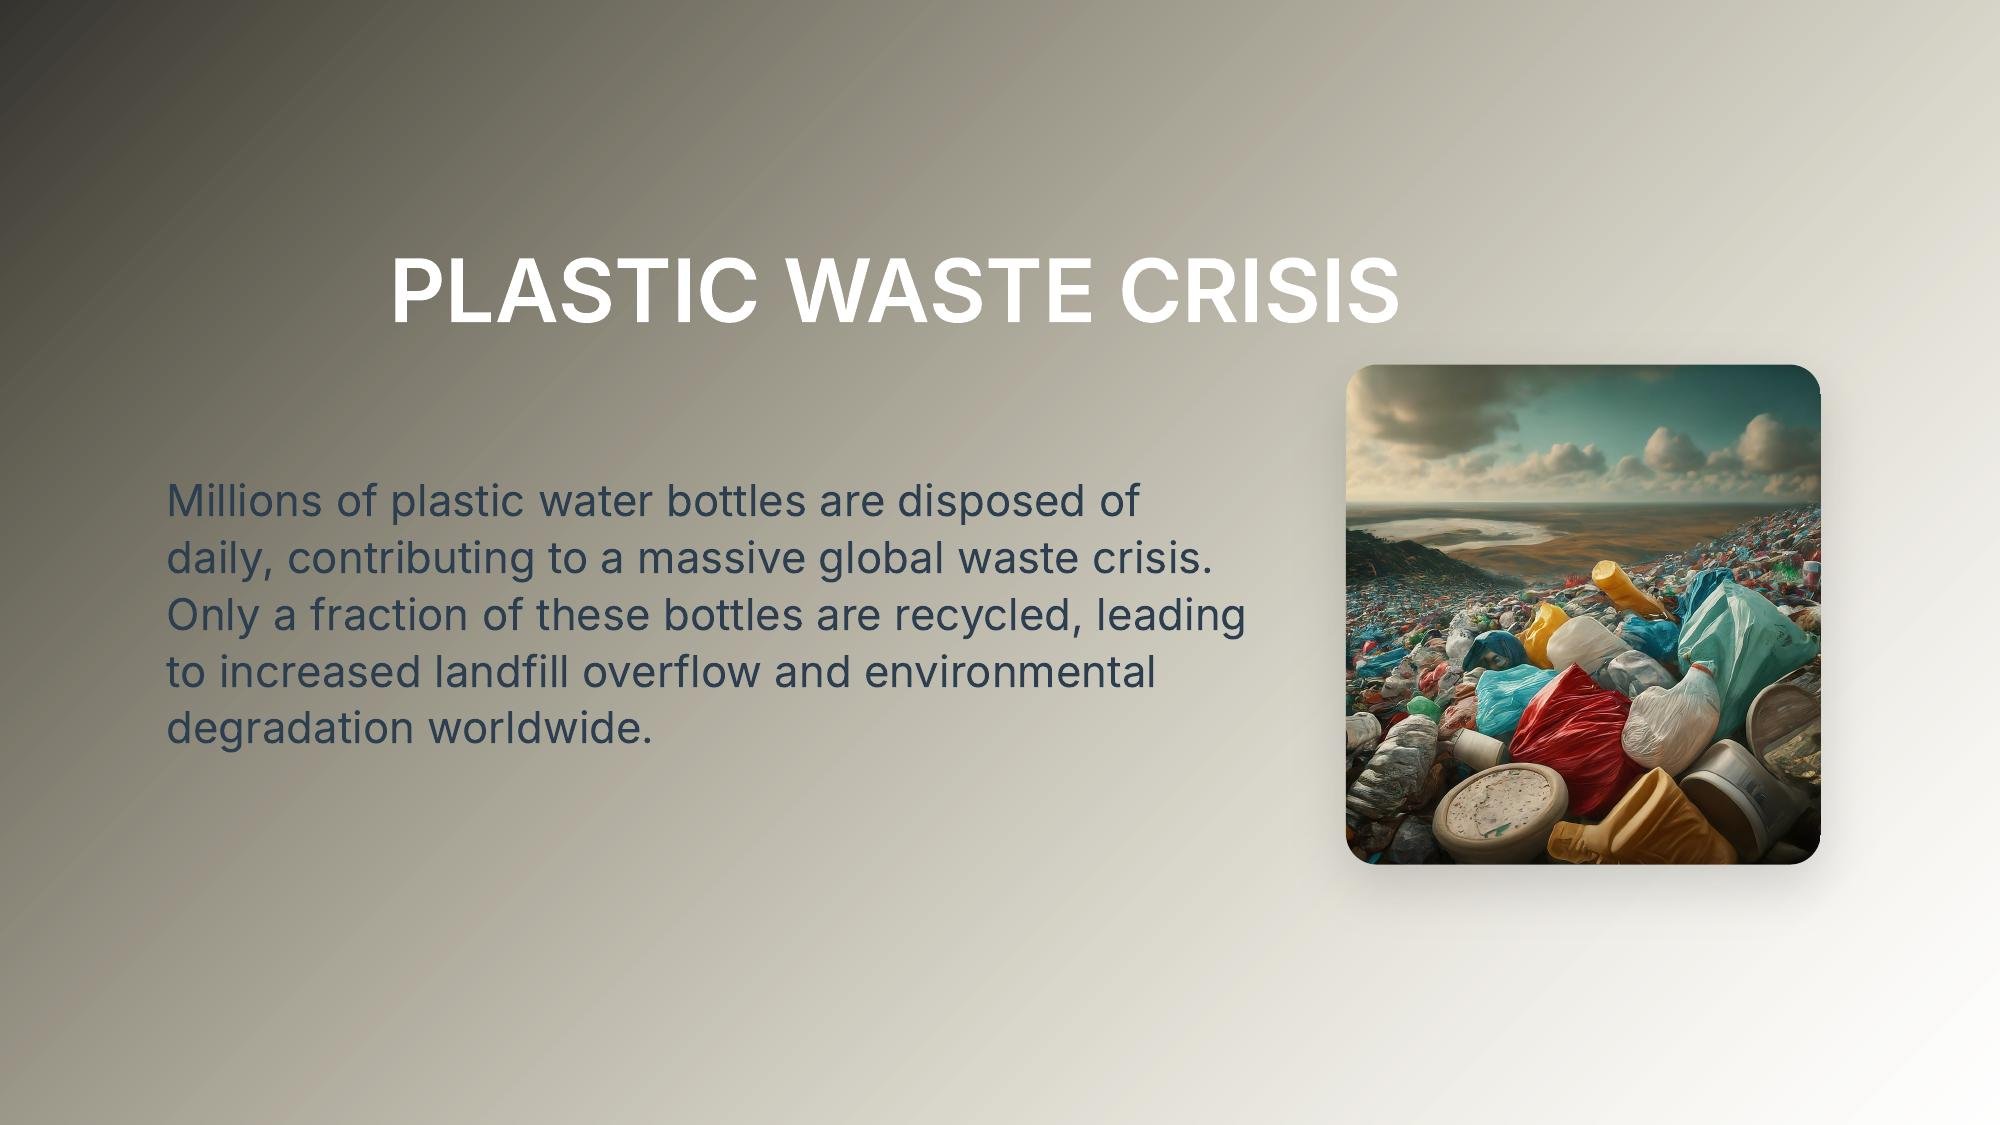 PLASTIC WASTE CRISIS
Millions of plastic water bottles are disposed of
daily, contributing to a massive global waste crisis.
Only a fraction of these bottles are recycled, leading
to increased landfill overflow and environmental
degradation worldwide.